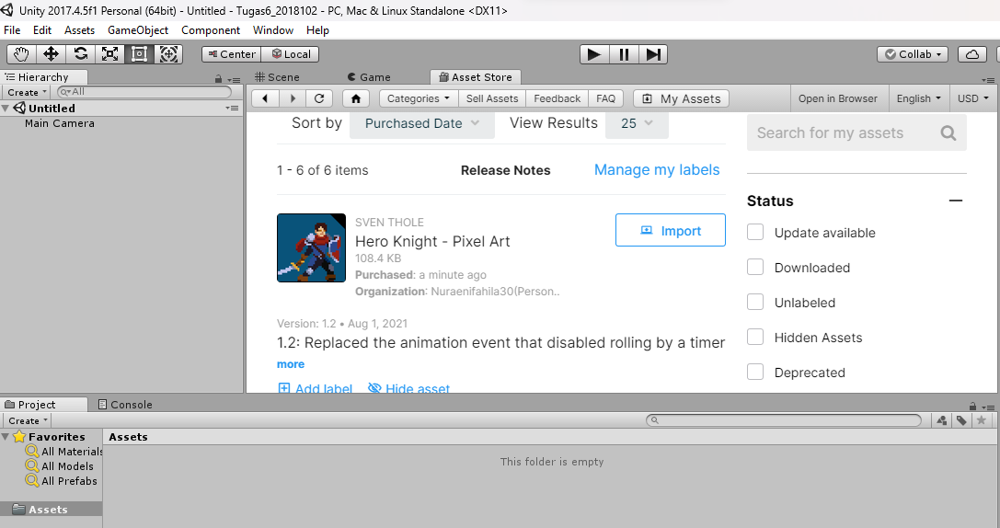 Unity 2017.4.5f1 Personal (64bit) - Untitled - Tugas6_2018102 - PC, Mac & Linux Standalone <DX11>
File Edit Assets GameObject Component Window Help
Center Local Collab
Hierarchy
Create All
Untitled
Main Camera
Scene Game Asset Store
Categories Sell Assets Feedback FAQ My Assets Open in Browser English USD
Sort by Purchased Date View Results 25
1 - 6 of 6 items Release Notes Manage my labels
SVEN THOLE
Hero Knight - Pixel Art
108.4 KB
Purchased: a minute ago
Organization: Nuraenifahila30(Person..
Import
Version: 1.2 • Aug 1, 2021
1.2: Replaced the animation event that disabled rolling by a timer
more
Add label Hide asset
Search for my assets
Status
Update available
Downloaded
Unlabeled
Hidden Assets
Deprecated
Project Console
Create
Favorites
All Materials
All Models
All Prefabs
Assets
Assets
This folder is empty